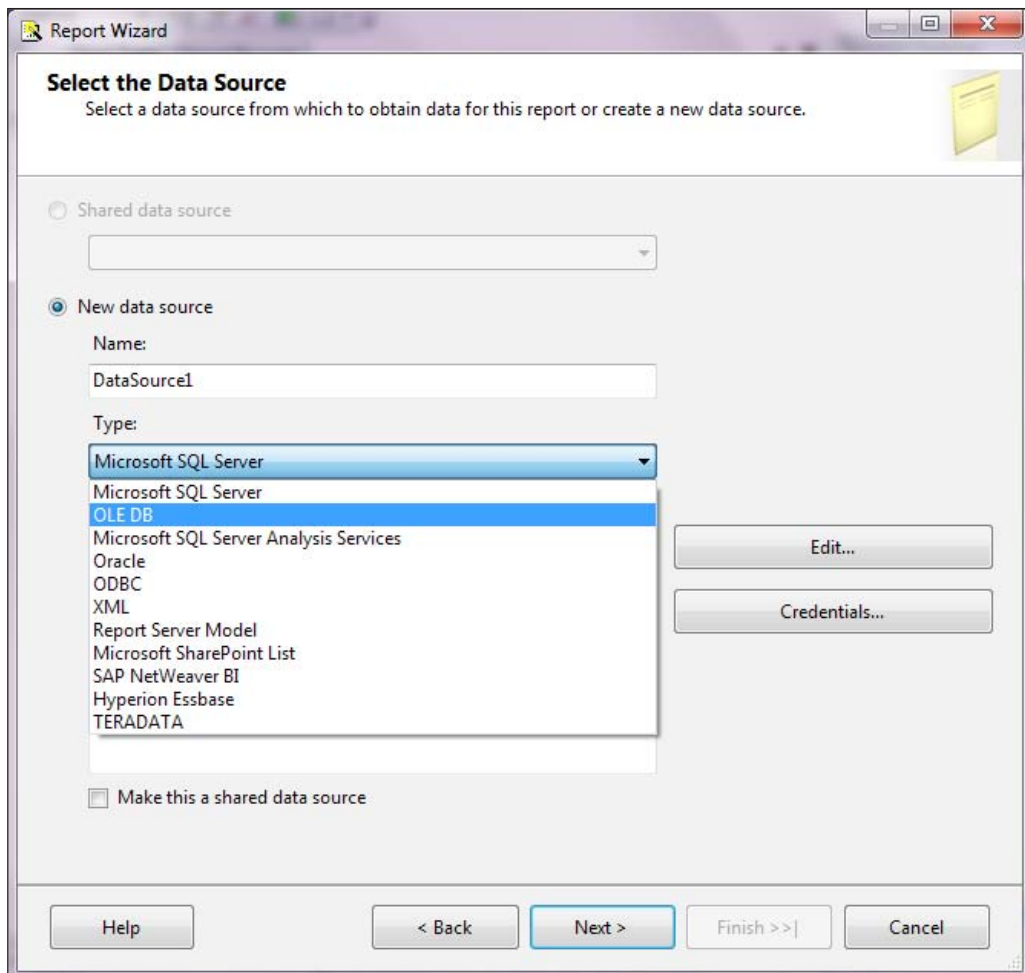 Report Wizard
Select the Data Source
Select a data source from which to obtain data for this report or create a new data source.
Shared data source
New data source
Name:
DataSource1
Type:
Microsoft SQL Server
Microsoft SQL Server
OLE DB
Microsoft SQL Server Analysis Services
Oracle
ODBC
XML
Report Server Model
Microsoft SharePoint List
SAP NetWeaver BI
Hyperion Essbase
TERADATA
Edit...
Credentials...
Make this a shared data source
Help
< Back
Next >
Finish >>|
Cancel